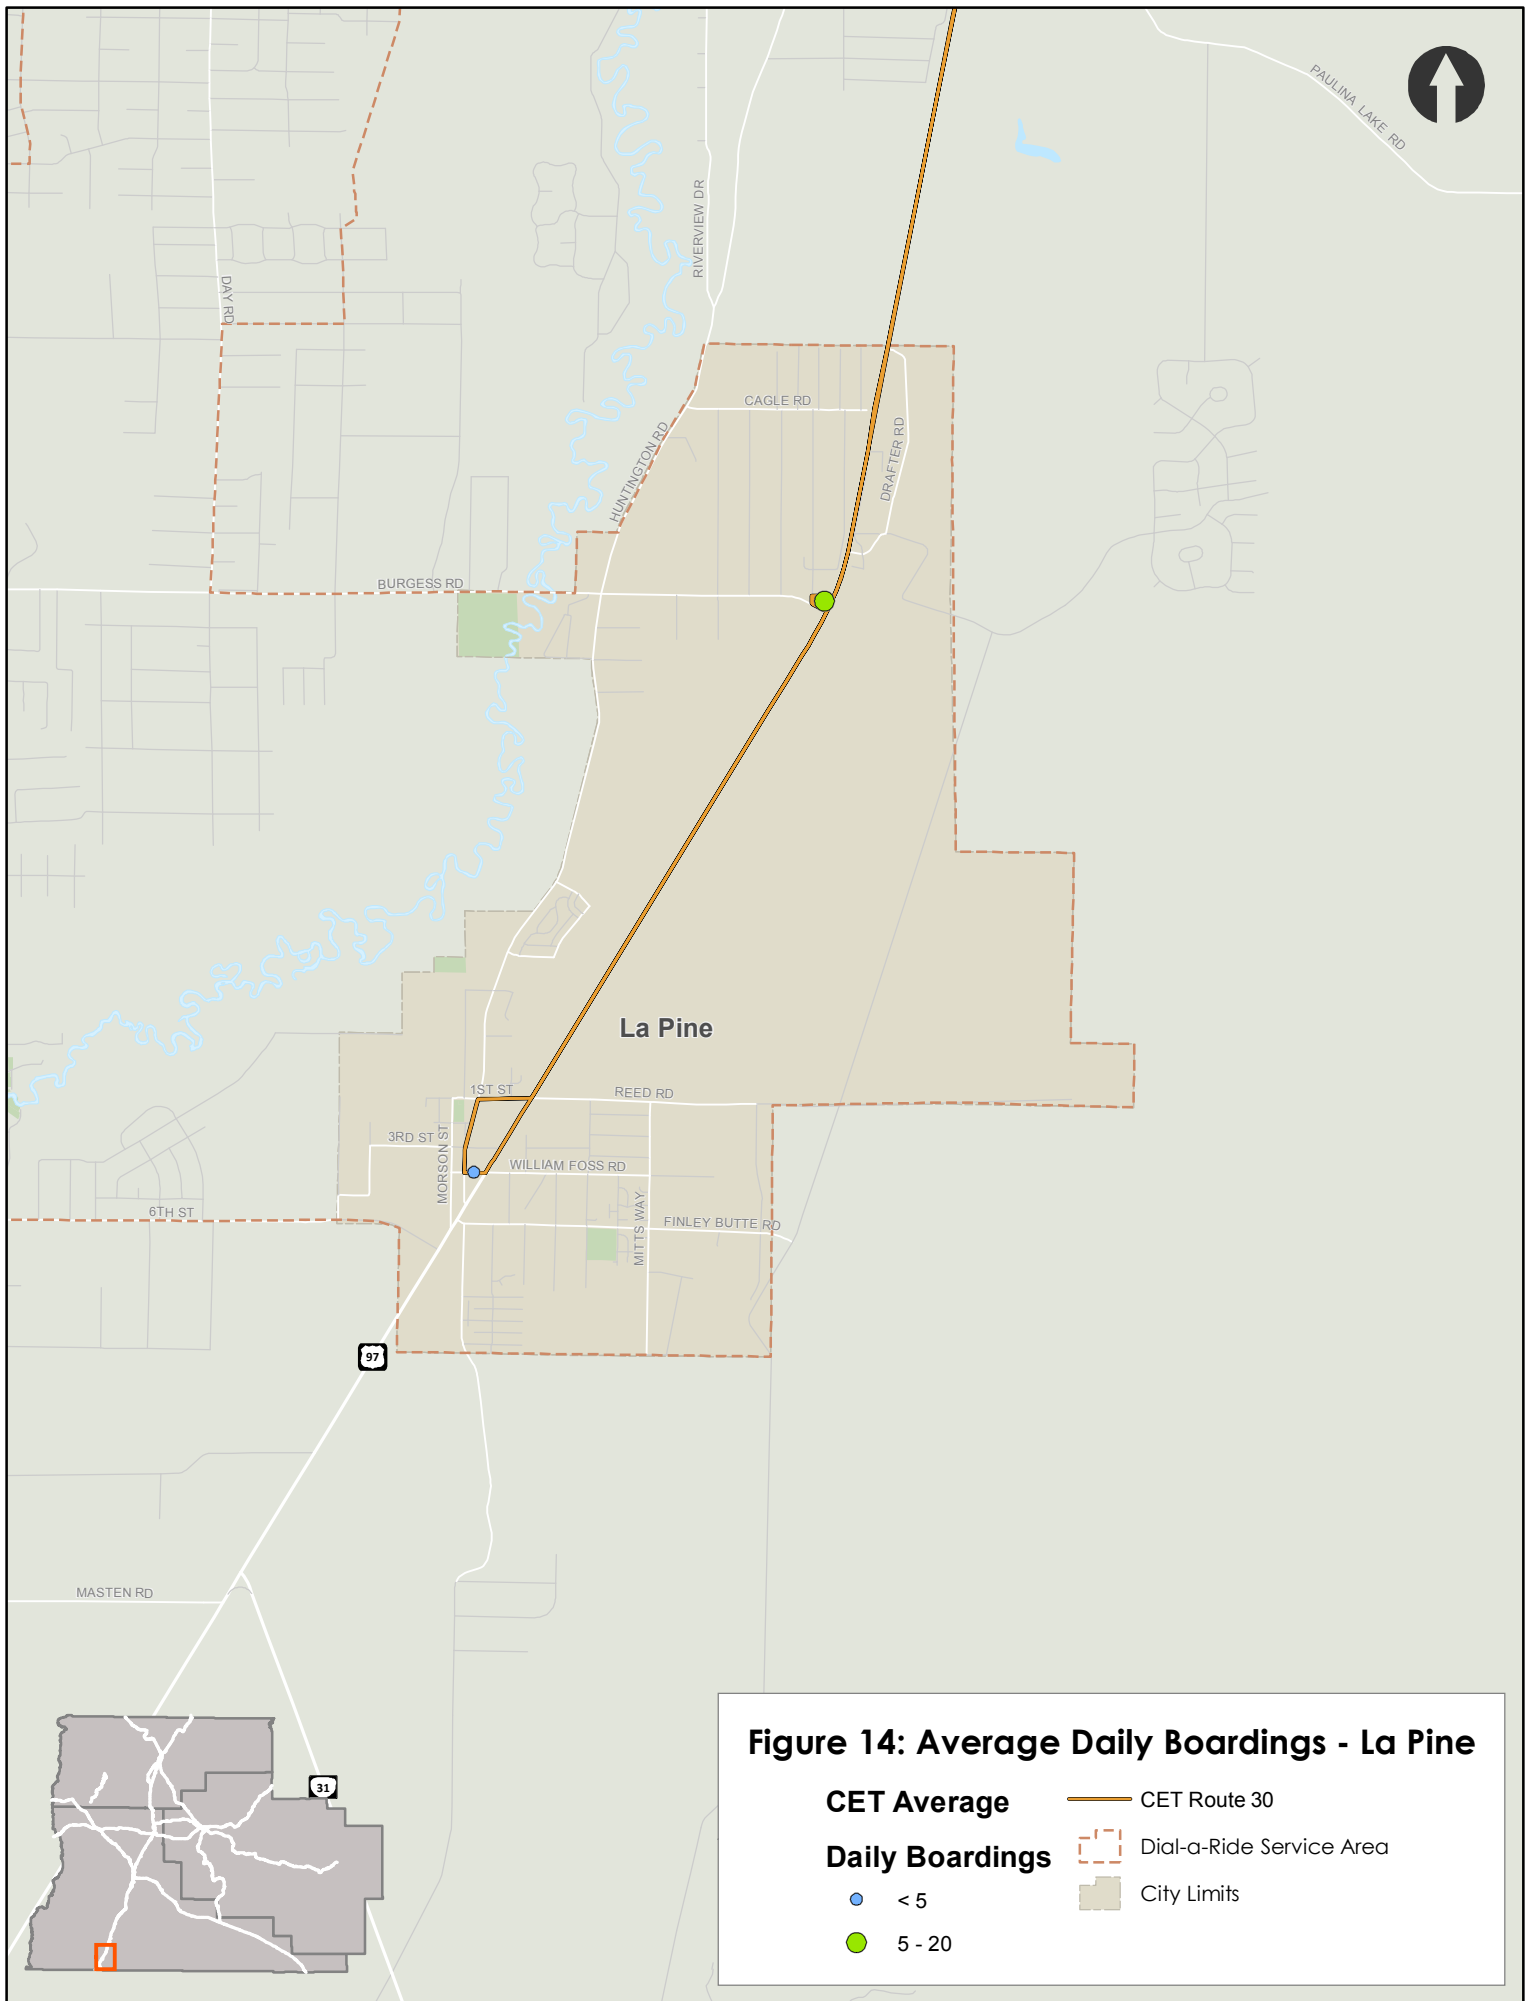 PAULINA LAKE RD
RIVERVIEW DR
DAY RD
CAGLE RD
DRAFTER RD
HUNTINGTON RD
BURGESS RD
La Pine
1ST ST
REED RD
3RD ST
MORSON ST
WILLIAM FOSS RD
6TH ST
MITTS WAY
FINLEY BUTTE RD
97
MASTEN RD
31
Figure 14: Average Daily Boardings - La Pine
CET Average
Daily Boardings
< 5
5 - 20
CET Route 30
Dial-a-Ride Service Area
City Limits